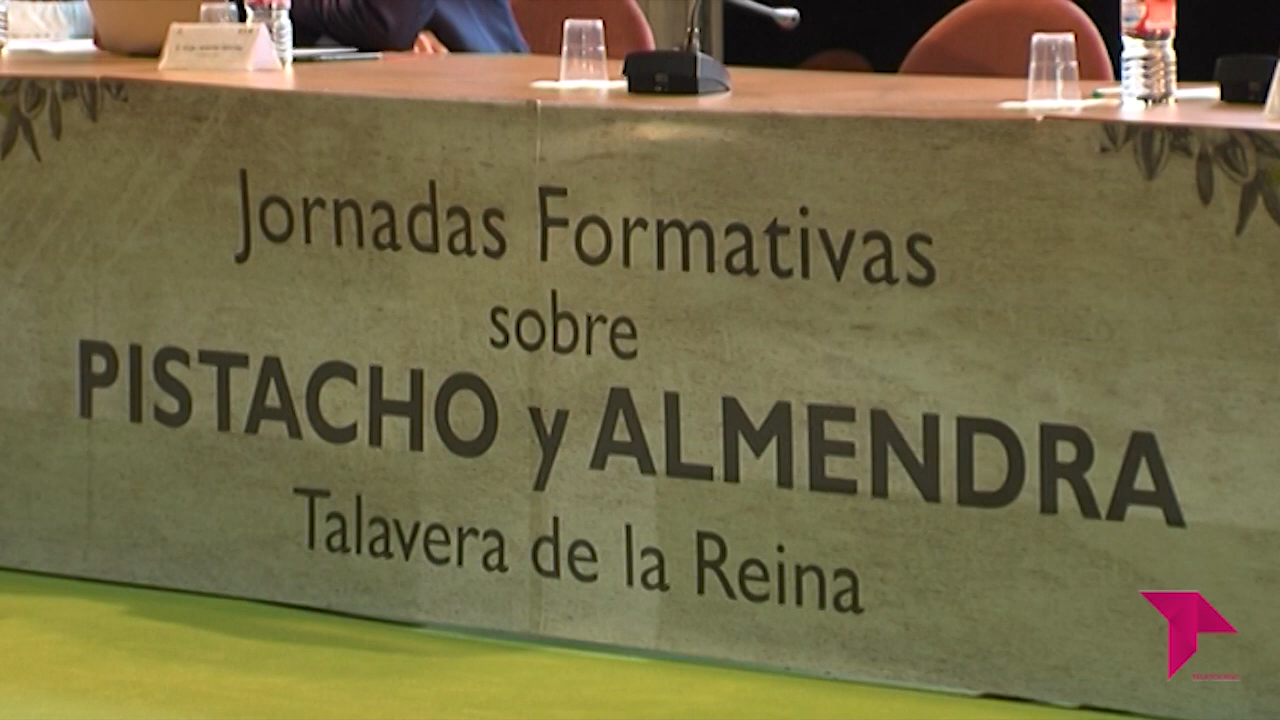 Jornadas Formativas
sobre
PISTACHO y ALMENDRA
Talavera de la Reina